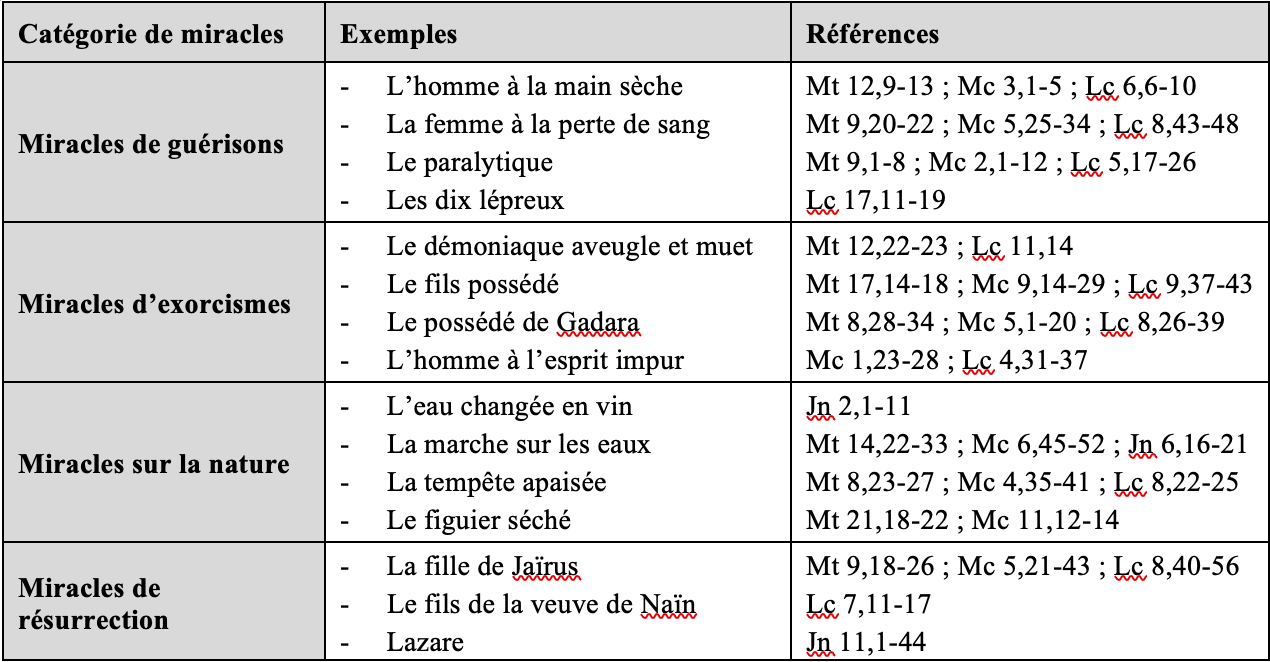 Catégorie de miracles Exemples Références
Miracles de guérisons
- L’homme à la main sèche Mt 12,9-13 ; Mc 3,1-5 ; Lc 6,6-10
- La femme à la perte de sang Mt 9,20-22 ; Mc 5,25-34 ; Lc 8,43-48
- Le paralytique Mt 9,1-8 ; Mc 2,1-12 ; Lc 5,17-26
- Les dix lépreux Lc 17,11-19
Miracles d’exorcismes
- Le démoniaque aveugle et muet Mt 12,22-23 ; Lc 11,14
- Le fils possédé Mt 17,14-18 ; Mc 9,14-29 ; Lc 9,37-43
- Le possédé de Gadara Mt 8,28-34 ; Mc 5,1-20 ; Lc 8,26-39
- L’homme à l’esprit impur Mc 1,23-28 ; Lc 4,31-37
Miracles sur la nature
- L’eau changée en vin Jn 2,1-11
- La marche sur les eaux Mt 14,22-33 ; Mc 6,45-52 ; Jn 6,16-21
- La tempête apaisée Mt 8,23-27 ; Mc 4,35-41 ; Lc 8,22-25
- Le figuier séché Mt 21,18-22 ; Mc 11,12-14
Miracles de
résurrection
- La fille de Jaïrus Mt 9,18-26 ; Mc 5,21-43 ; Lc 8,40-56
- Le fils de la veuve de Naïn Lc 7,11-17
- Lazare Jn 11,1-44